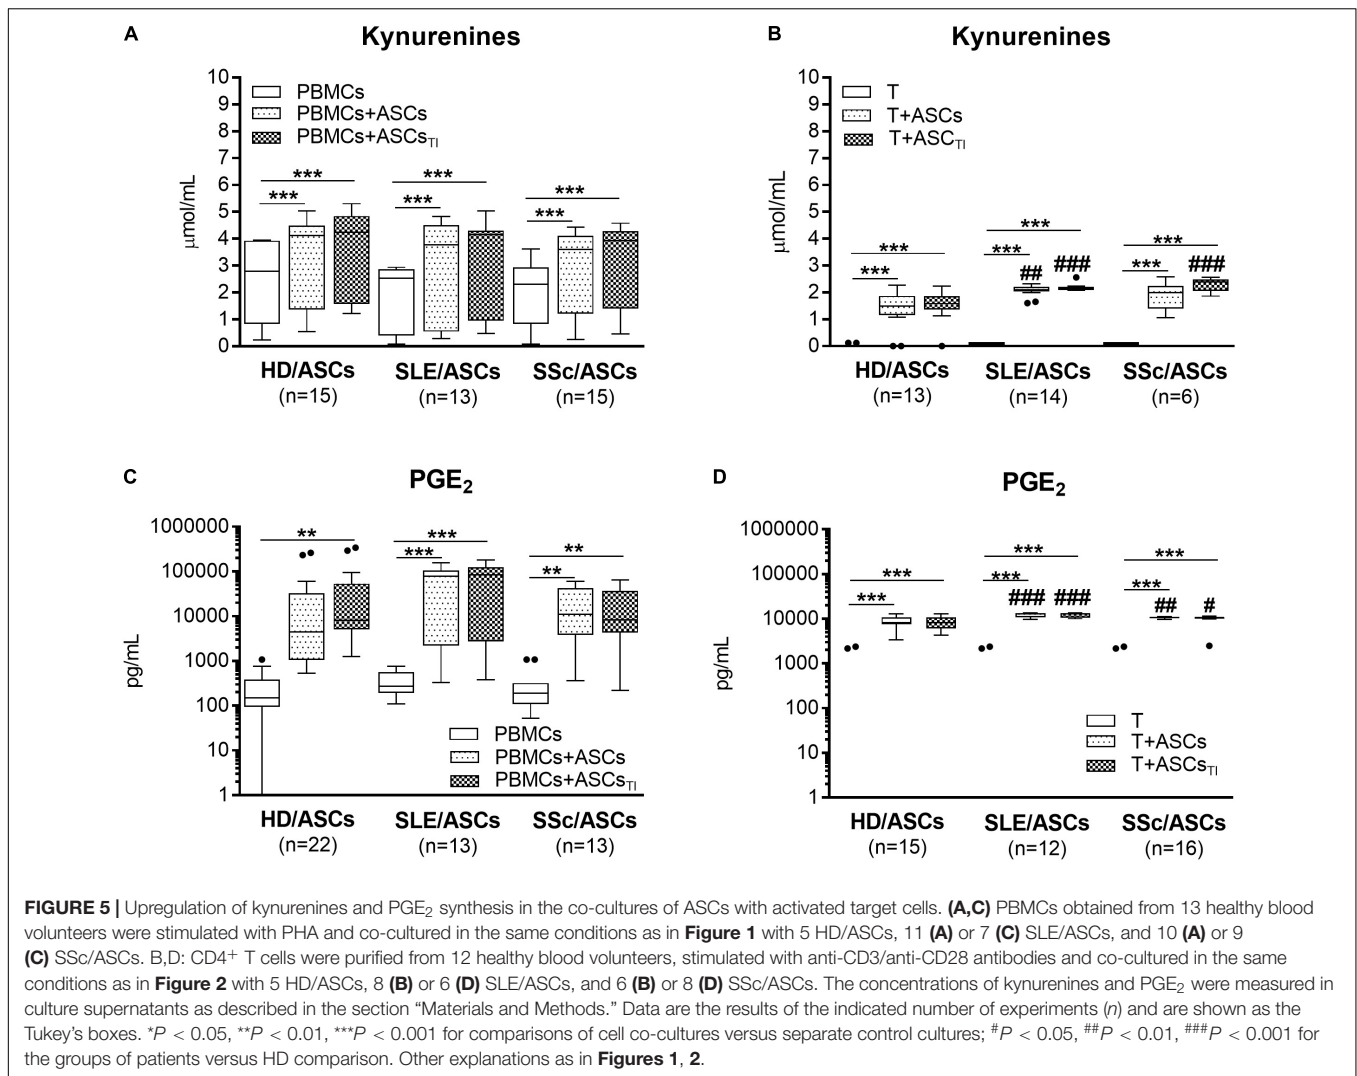 A
Kynurenines
10
9
8
7
6
5
4
3
2
1
0
µmol/mL
PBMCs
PBMCs+ASCs
PBMCs+ASCsTI
***
***
***
***
***
***
HD/ASCs
SLE/ASCs
SSc/ASCs
(n=15)
(n=13)
(n=15)
B
Kynurenines
10
9
8
7
6
5
4
3
2
1
0
µmol/mL
T
T+ASCs
T+ASCTI
***
***
***
***
##
###
***
***
###
HD/ASCs
SLE/ASCs
SSc/ASCs
(n=13)
(n=14)
(n=6)
C
PGE2
1000000
100000
10000
1000
100
10
1
pg/mL
**
***
***
**
**
PBMCs
PBMCs+ASCs
PBMCs+ASCsTI
HD/ASCs
SLE/ASCs
SSc/ASCs
(n=22)
(n=13)
(n=13)
D
PGE2
1000000
100000
10000
1000
100
10
1
pg/mL
***
***
***
***
###
###
***
***
##
#
T
T+ASCs
T+ASCsTI
HD/ASCs
SLE/ASCs
SSc/ASCs
(n=15)
(n=12)
(n=16)
FIGURE 5 | Upregulation of kynurenines and PGE2 synthesis in the co-cultures of ASCs with activated target cells. (A,C) PBMCs obtained from 13 healthy blood
volunteers were stimulated with PHA and co-cultured in the same conditions as in Figure 1 with 5 HD/ASCs, 11 (A) or 7 (C) SLE/ASCs, and 10 (A) or 9
(C) SSc/ASCs. B,D: CD4+ T cells were purified from 12 healthy blood volunteers, stimulated with anti-CD3/anti-CD28 antibodies and co-cultured in the same
conditions as in Figure 2 with 5 HD/ASCs, 8 (B) or 6 (D) SLE/ASCs, and 6 (B) or 8 (D) SSc/ASCs. The concentrations of kynurenines and PGE2 were measured in
culture supernatants as described in the section “Materials and Methods.” Data are the results of the indicated number of experiments (n) and are shown as the
Tukey’s boxes. *P < 0.05, **P < 0.01, ***P < 0.001 for comparisons of cell co-cultures versus separate control cultures; #P < 0.05, ##P < 0.01, ###P < 0.001 for
the groups of patients versus HD comparison. Other explanations as in Figures 1, 2.